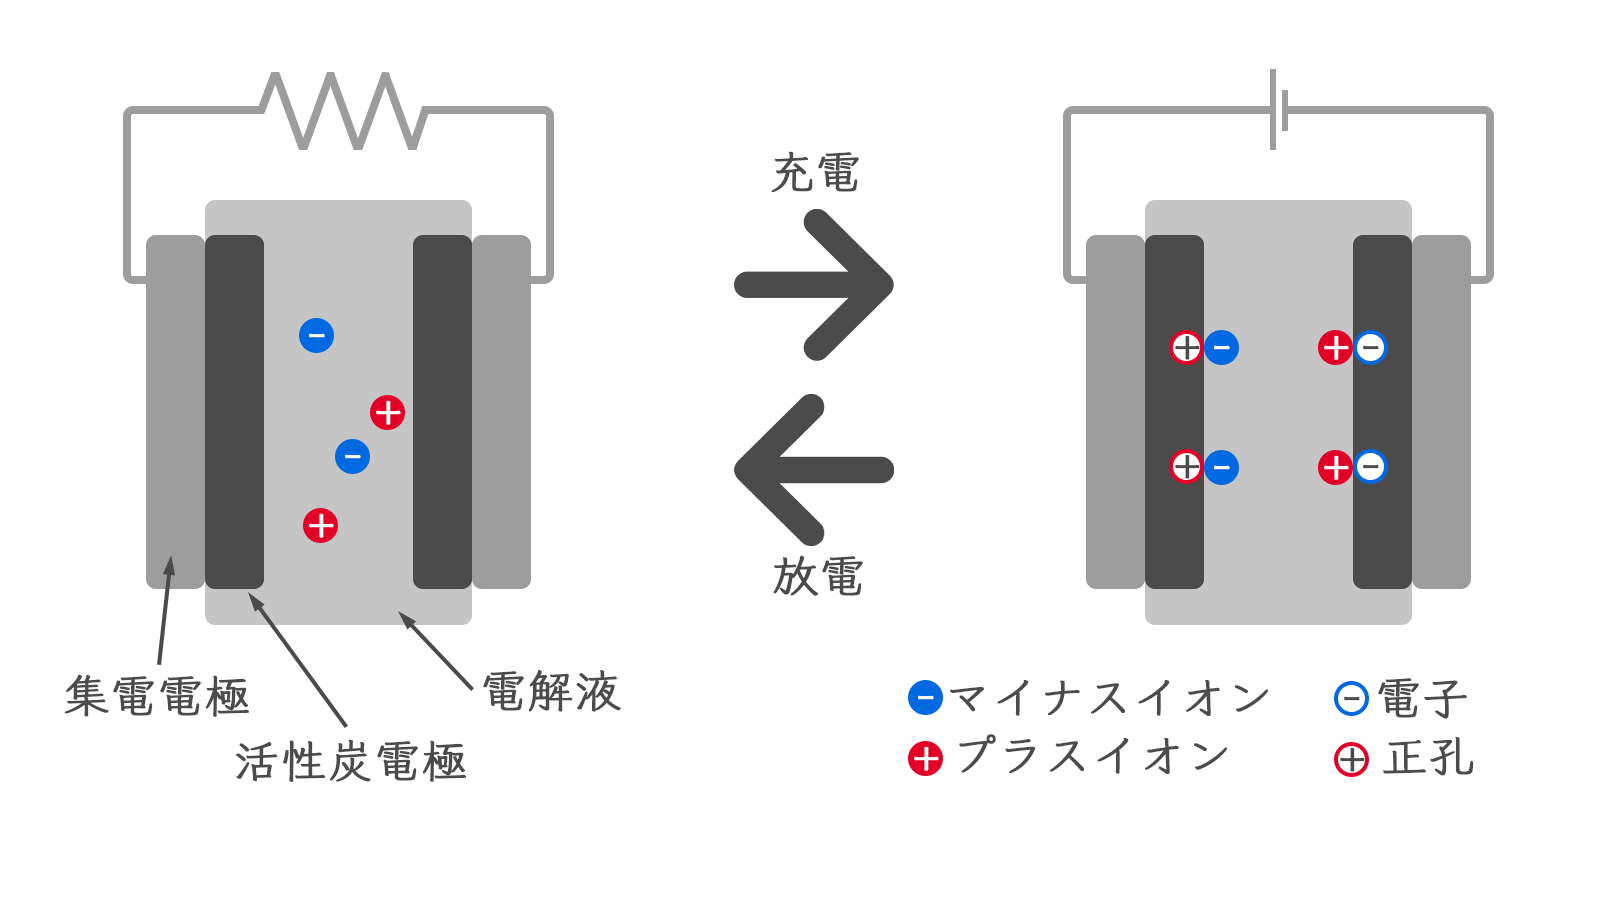 充電
放電
集電電極
活性炭電極
電解液
マイナスイオン
プラスイオン
電子
正孔